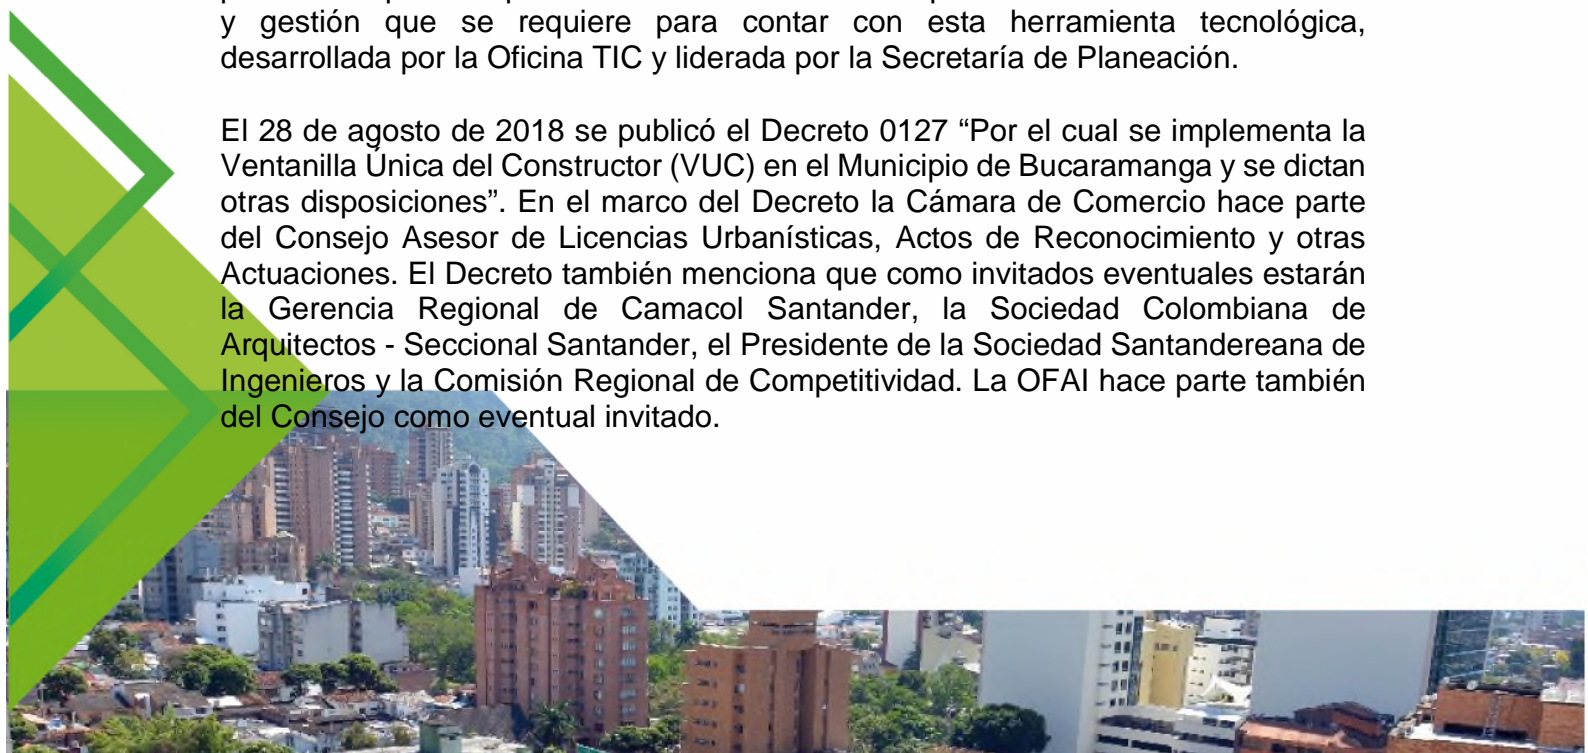 y gestión que se requiere para contar con esta herramienta tecnológica,
desarrollada por la Oficina TIC y liderada por la Secretaría de Planeación.
El 28 de agosto de 2018 se publicó el Decreto 0127 “Por el cual se implementa la
Ventanilla Única del Constructor (VUC) en el Municipio de Bucaramanga y se dictan
otras disposiciones”. En el marco del Decreto la Cámara de Comercio hace parte
del Consejo Asesor de Licencias Urbanísticas, Actos de Reconocimiento y otras
Actuaciones. El Decreto también menciona que como invitados eventuales estarán
la Gerencia Regional de Camacol Santander, la Sociedad Colombiana de
Arquitectos - Seccional Santander, el Presidente de la Sociedad Santandereana de
Ingenieros y la Comisión Regional de Competitividad. La OFAI hace parte también
del Consejo como eventual invitado.